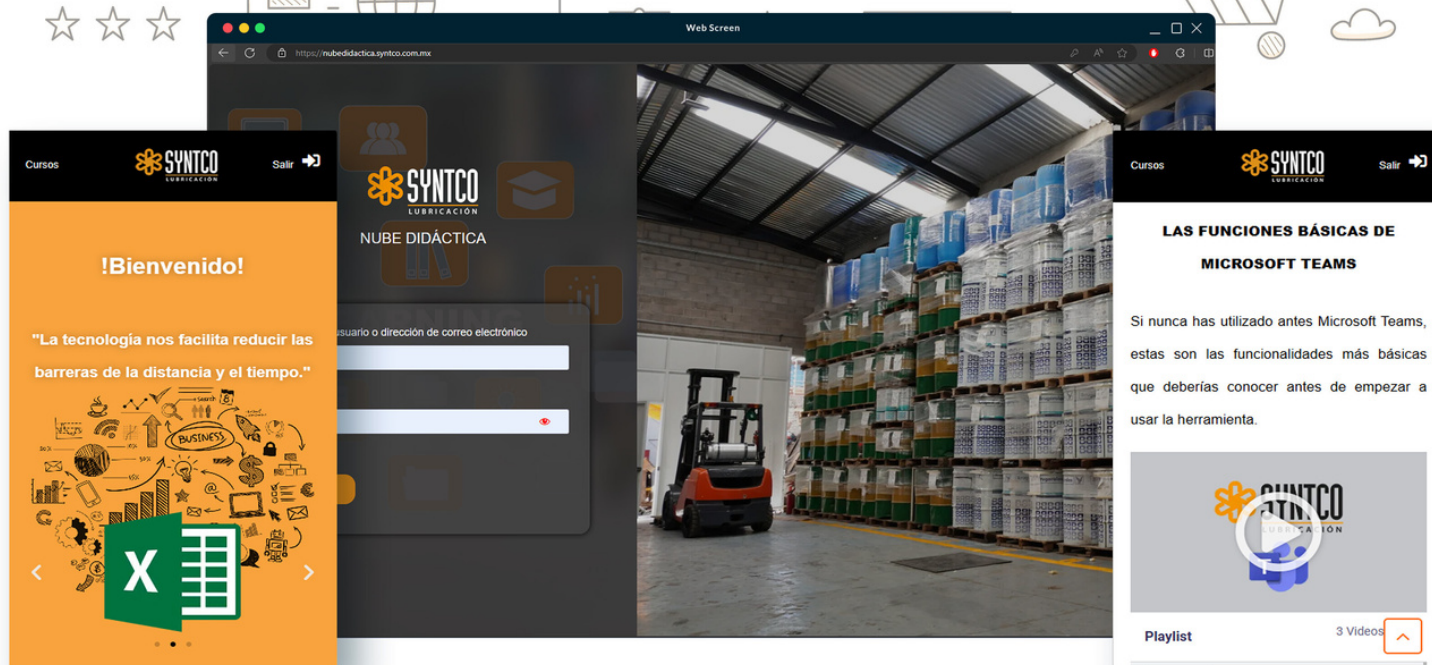 Web Screen
https://nubedidactica.syntco.com.mx
Cursos
SYNTCO
LUBRICACIÓN
Salir
!Bienvenido!
"La tecnología nos facilita reducir las
barreras de la distancia y el tiempo."
search
BUSINESS
X
SYNTCO
LUBRICACIÓN
NUBE DIDÁCTICA
usuario o dirección de correo electrónico
Cursos
SYNTCO
LUBRICACIÓN
Salir
LAS FUNCIONES BÁSICAS DE
MICROSOFT TEAMS
Si nunca has utilizado antes Microsoft Teams,
estas son las funcionalidades más básicas
que deberías conocer antes de empezar a
usar la herramienta.
SYNTCO
LUBRICACIÓN
T
Playlist
3 Videos